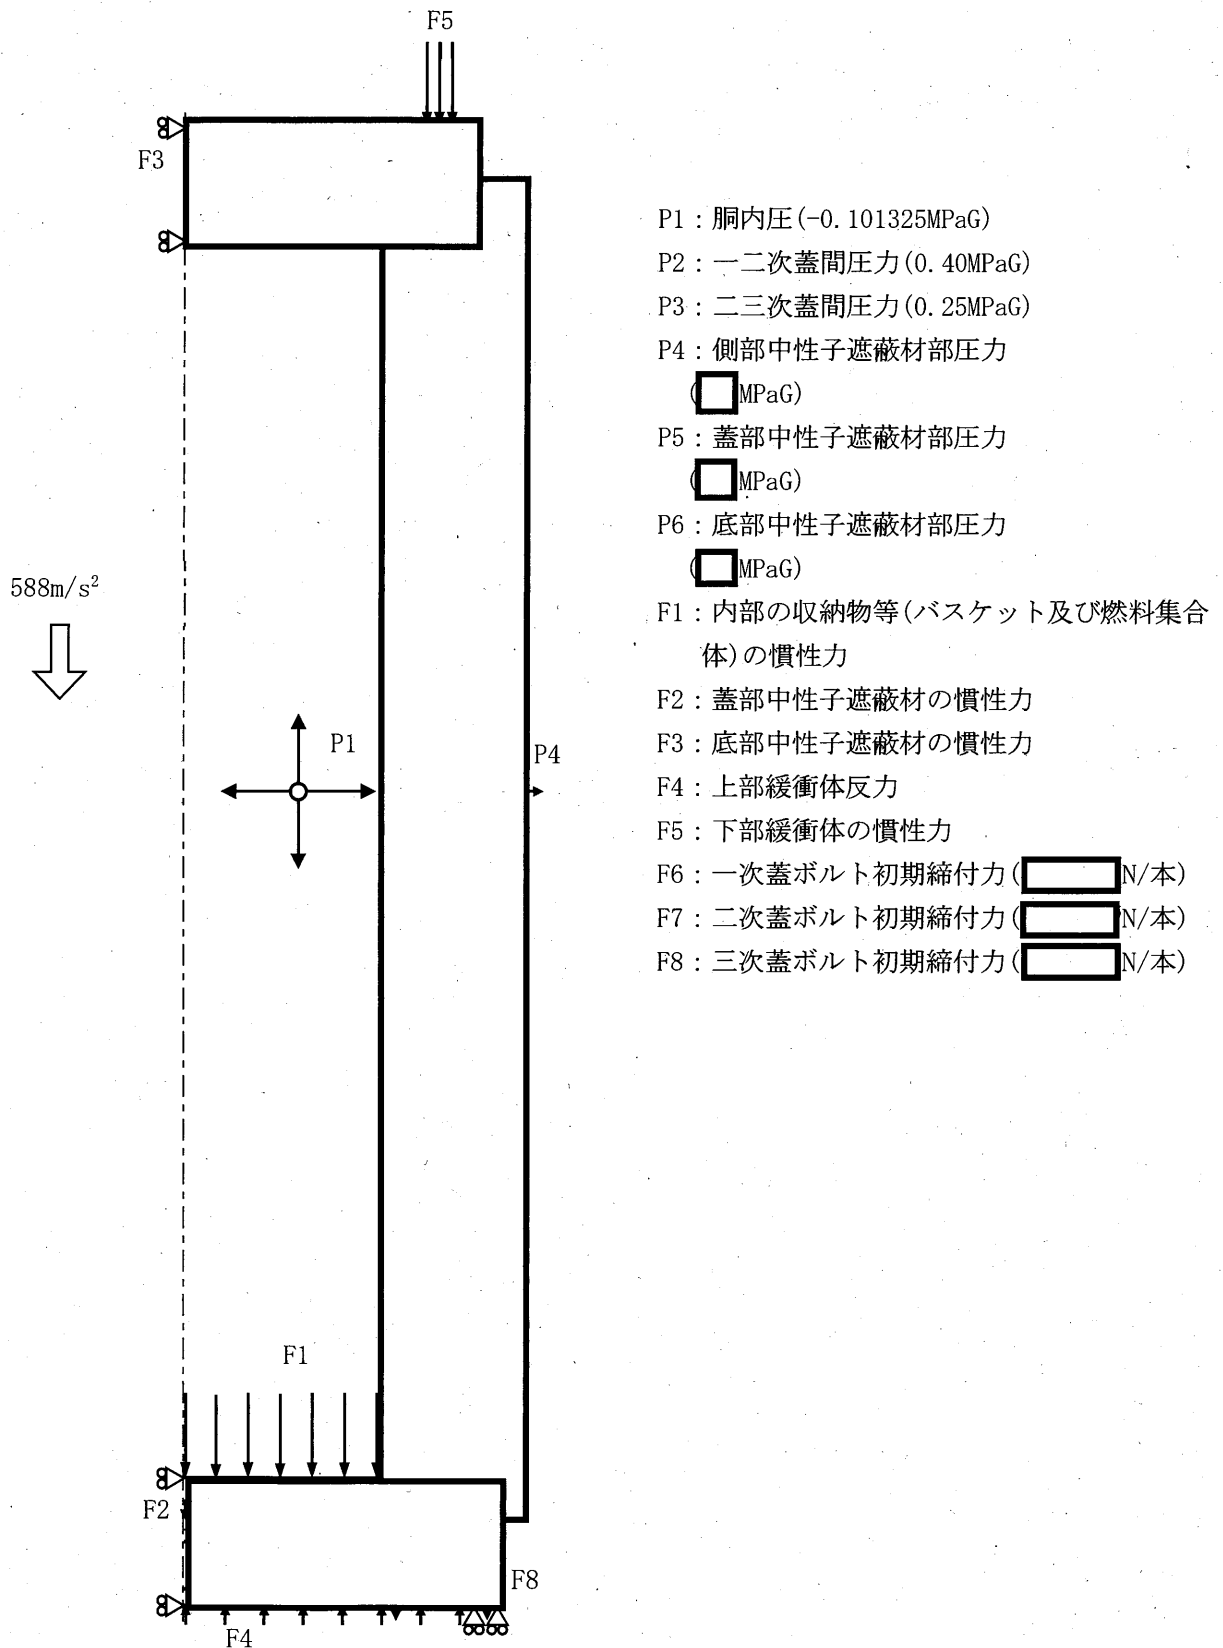 F5
F3
P1:胴内圧(-0.101325MPaG)
P2:一二次蓋間圧力(0.40MPaG)
P3:二三次蓋間圧力(0.25MPaG)
P4:側部中性子遮蔽材部圧力
(MPaG)
P5:蓋部中性子遮蔽材部圧力
(MPaG)
P6:底部中性子遮蔽材部圧力
(MPaG)
F1:内部の収納物等(バスケット及び燃料集合
体)の慣性力
F2:蓋部中性子遮蔽材の慣性力
F3:底部中性子遮蔽材の慣性力
F4:上部緩衝体反力
F5:下部緩衝体の慣性力
F6:一次蓋ボルト初期締付力(N/本)
F7:二次蓋ボルト初期締付力(N/本)
F8:三次蓋ボルト初期締付力(N/本)
588m/s²
P1
P4
F1
F2
F8
F4